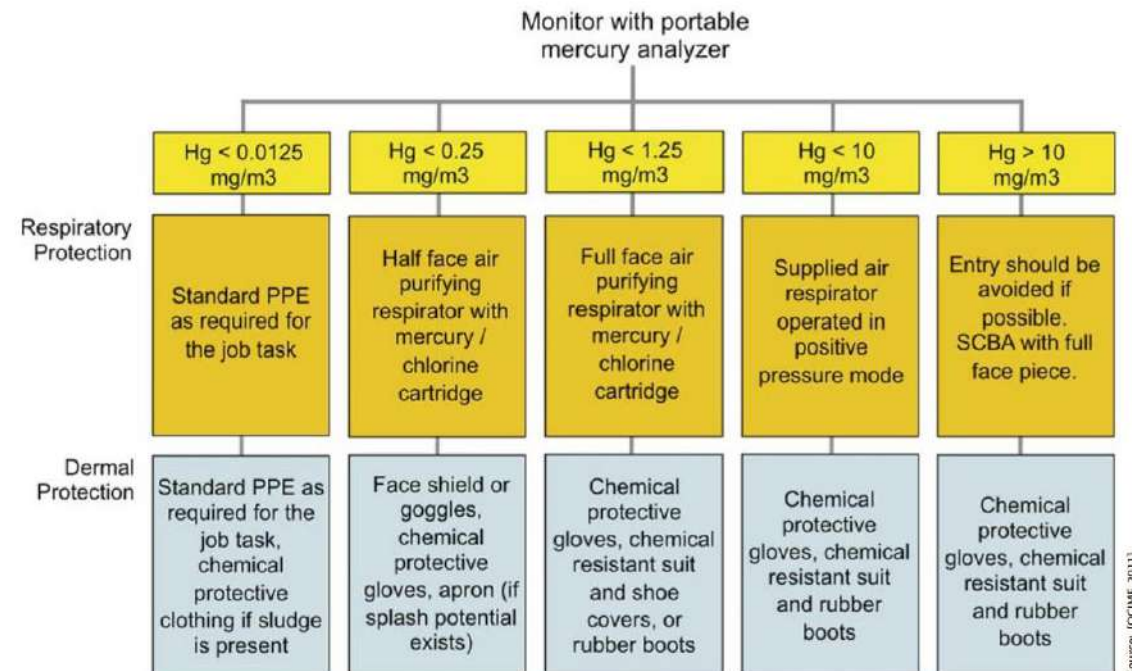 Monitor with portable
mercury analyzer
Hg < 0.0125
mg/m3
Hg < 0.25
mg/m3
Hg < 1.25
mg/m3
Hg < 10
mg/m3
Hg > 10
mg/m3
Respiratory
Protection
Standard PPE
as required for
the job task
Half face air
purifying
respirator with
mercury /
chlorine
cartridge
Full face air
purifying
respirator with
mercury /
chlorine
cartridge
Supplied air
respirator
operated in
positive
pressure mode
Entry should be
avoided if
possible.
SCBA with full
face piece.
Dermal
Protection
Standard PPE as
required for the
job task,
chemical
protective
clothing if sludge
is present
Face shield or
goggles,
chemical
protective
gloves, apron (if
splash potential
exists)
Chemical
protective
gloves, chemical
resistant suit
and shoe
covers, or
rubber boots
Chemical
protective
gloves, chemical
resistant suit
and rubber
boots
Chemical
protective
gloves, chemical
resistant suit
and rubber
boots
[OCIMF, 2011]